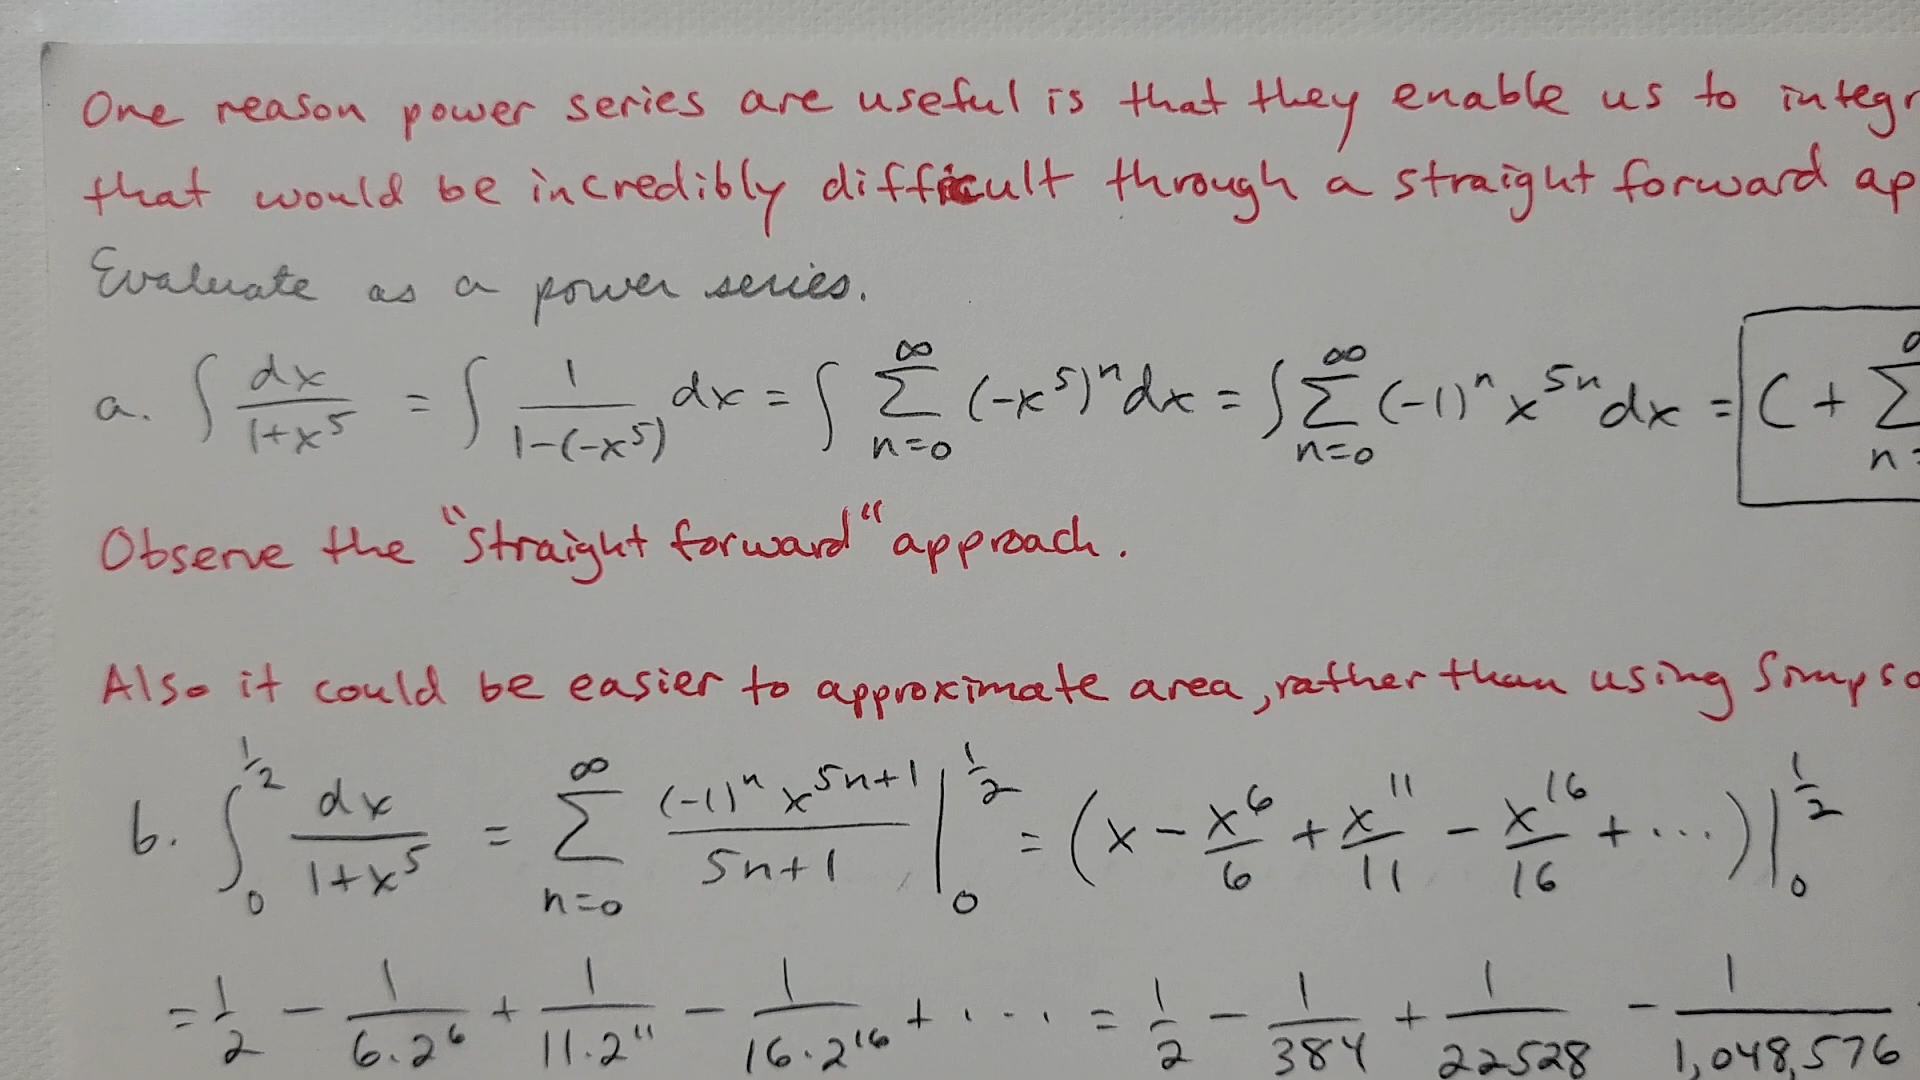 One reason power series are useful is that they enable us to integr
that would be incredibly difficult through a straight forward ap
Evaluate as a power series.
a. ∫ dx/(1+x^5) = ∫ 1/(1-(-x^5)) dx = ∫ ∑_{n=0}^{∞} (-x^5)^n dx = ∫ ∑_{n=0}^{∞} (-1)^n x^{5n} dx = C + ∑ n=
Observe the "straight forward" approach.
Also it could be easier to approximate area, rather than using Simpso
b. ∫_0^{1/2} dx/(1+x^5) = ∑_{n=0}^{∞} (-1)^n x^{5n+1}/(5n+1) |_0^{1/2} = (x - x^6/6 + x^11/11 - x^16/16 + ...)|_0^{1/2}
= 1/2 - 1/(6·2^6) + 1/(11·2^11) - 1/(16·2^16) + .... = 1/2 - 1/384 + 1/22528 - 1/1,048,576